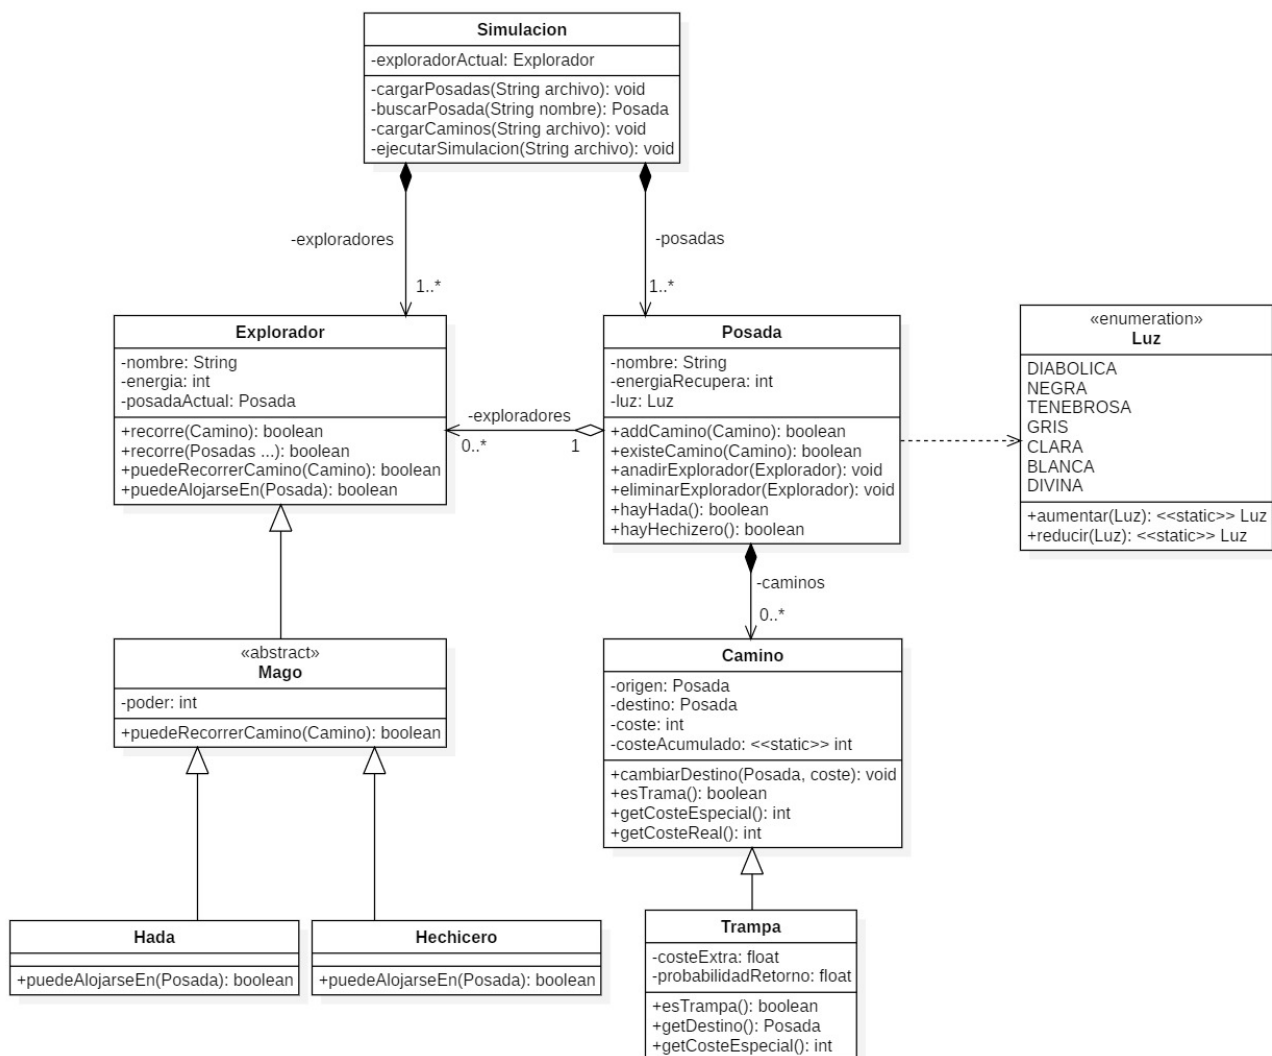 Simulacion
-exploradorActual: Explorador
-cargarPosadas(String archivo): void
-buscarPosada(String nombre): Posada
-cargarCaminos(String archivo): void
-ejecutarSimulacion(String archivo): void
-exploradores
-posadas
1..*
1..*
Explorador
-nombre: String
-energia: int
-posadaActual: Posada
+recorre(Camino): boolean
+recorre(Posadas ...): boolean
+puedeRecorrerCamino(Camino): boolean
+puedeAlojarseEn(Posada): boolean
-exploradores
0..*
1
Posada
-nombre: String
-energiaRecupera: int
-luz: Luz
+addCamino(Camino): boolean
+existeCamino(Camino): boolean
+anadirExplorador(Explorador): void
+eliminarExplorador(Explorador): void
+hayHada(): boolean
+hayHechizero(): boolean
«enumeration»
Luz
DIABOLICA
NEGRA
TENEBROSA
GRIS
CLARA
BLANCA
DIVINA
+aumentar(Luz): <<static>> Luz
+reducir(Luz): <<static>> Luz
-caminos
0..*
«abstract»
Mago
-poder: int
+puedeRecorrerCamino(Camino): boolean
Camino
-origen: Posada
-destino: Posada
-coste: int
-costeAcumulado: <<static>> int
+cambiarDestino(Posada, coste): void
+esTrama(): boolean
+getCosteEspecial(): int
+getCosteReal(): int
Hada
+puedeAlojarseEn(Posada): boolean
Hechicero
+puedeAlojarseEn(Posada): boolean
Trampa
-costeExtra: float
-probabilidadRetorno: float
+esTrampa(): boolean
+getDestino(): Posada
+getCosteEspecial(): int